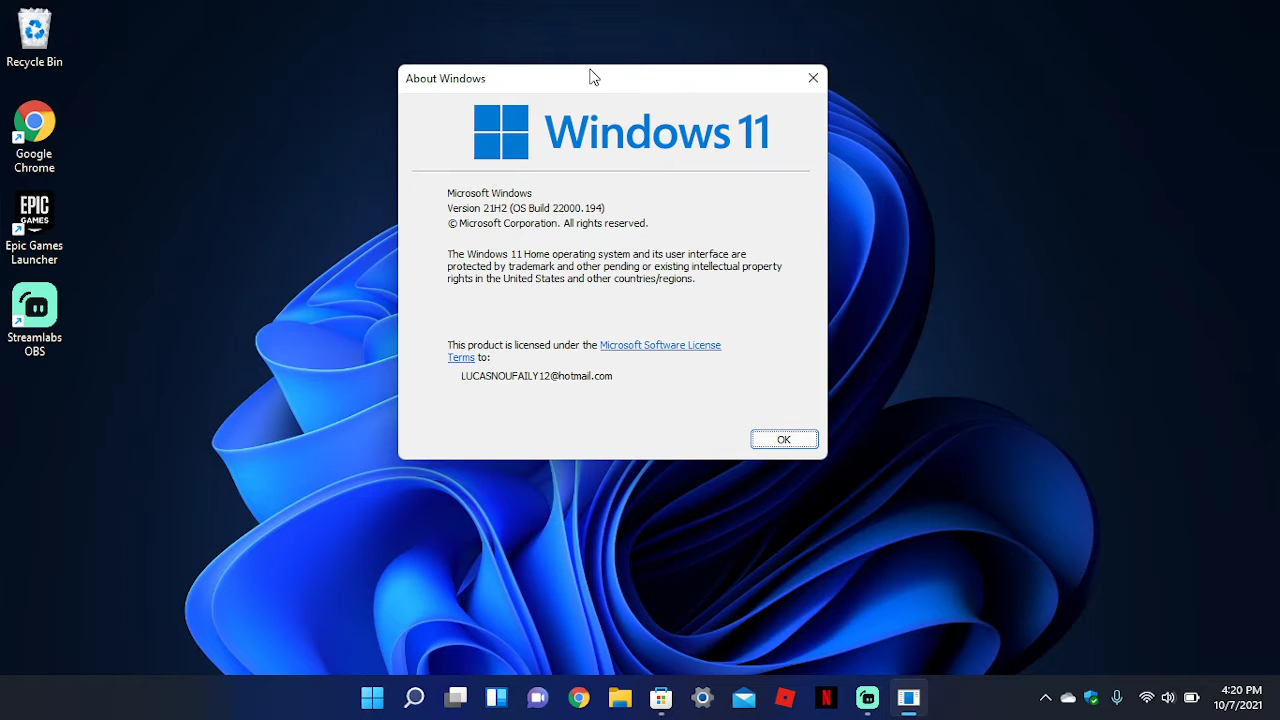 Recycle Bin
Google
Chrome
EPIC
GAMES
Epic Games
Launcher
Streamlabs
OBS
About Windows
Windows 11
Microsoft Windows
Version 21H2 (OS Build 22000.194)
© Microsoft Corporation. All rights reserved.
The Windows 11 Home operating system and its user interface are
protected by trademark and other pending or existing intellectual property
rights in the United States and other countries/regions.
This product is licensed under the Microsoft Software License
Terms to:
LUCASNOUFAILY12@hotmail.com
OK
N
4:20 PM
10/7/2021